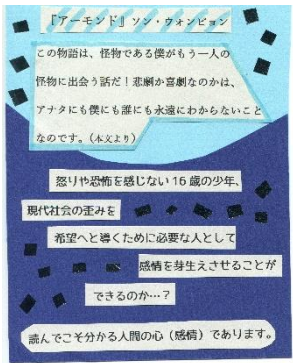 『アーモンド』ソン・ウォンピョン
この物語は、怪物である僕がもう一人の
怪物に出会う話だ！悲劇か喜劇なのかは、
アナタにも僕にも誰にも永遠にわからないこと
なのです。（本文より）
怒りや恐怖を感じない16歳の少年、
現代社会の歪みを
希望へと導くために必要な人として
感情を芽生えさせることが
できるのか…？
読んでこそ分かる人間の心（感情）であります。